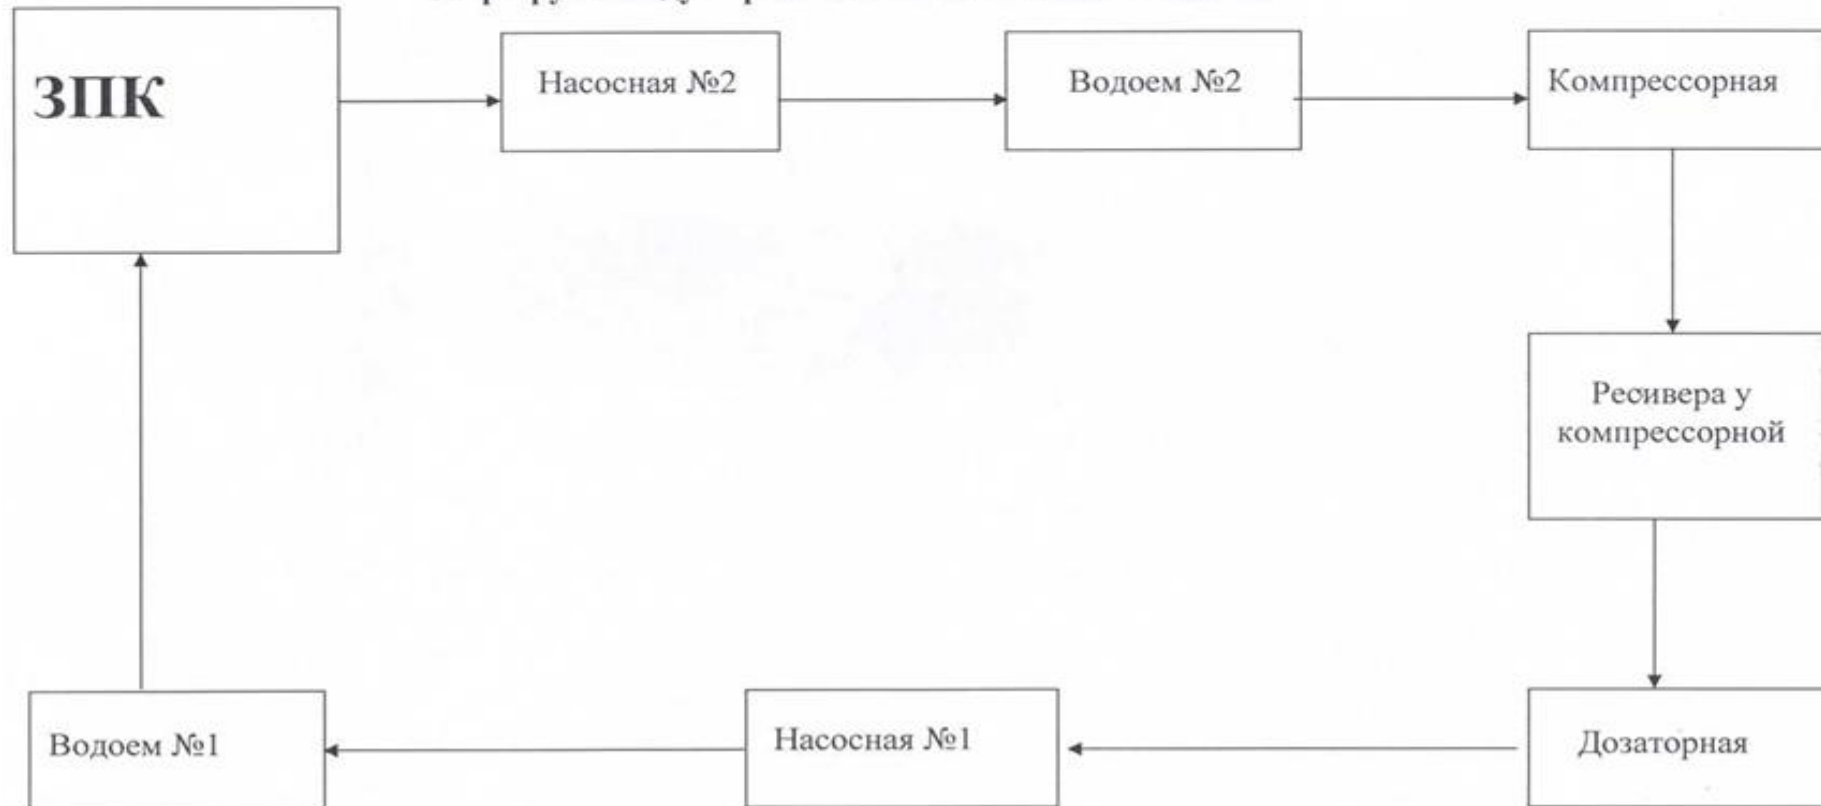 ЗПК
Насосная №2
Водоем №2
Компрессорная
Ресивера у
компрессорной
Дозаторная
Насосная №1
Водоем №1